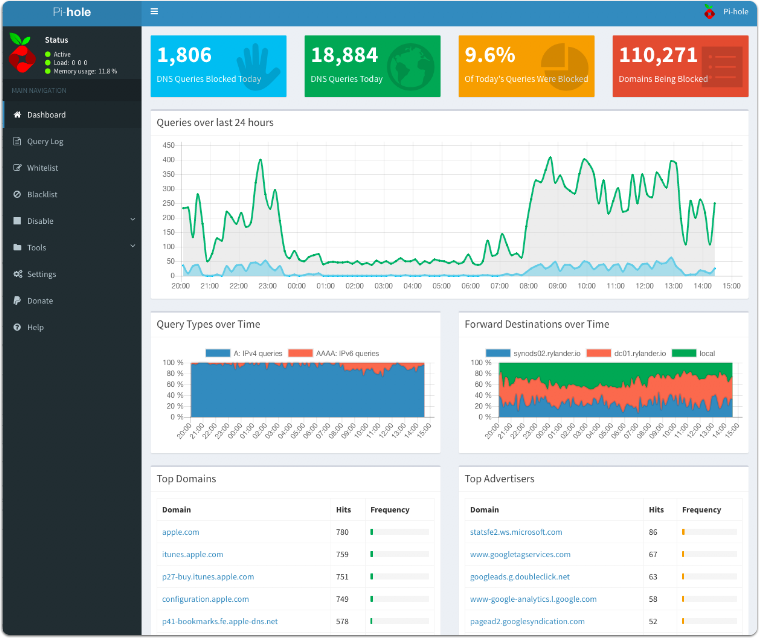 Pi-hole
Pi-hole
Status
Active
Load: 0 0 0
Memory usage: 11.8 %
MAIN NAVIGATION
Dashboard
Query Log
Whitelist
Blacklist
Disable
Tools
Settings
Donate
Help
1,806
DNS Queries Blocked Today
18,884
DNS Queries Today
9.6%
Of Today's Queries Were Blocked
110,271
Domains Being Blocked
Queries over last 24 hours
450
400
350
300
250
200
150
100
50
0
20:00 21:00 22:00 23:00 00:00 01:00 02:00 03:00 04:00 05:00 06:00 07:00 08:00 09:00 10:00 11:00 12:00 13:00 14:00 15:00
Query Types over Time
A: IPv4 queries AAAA: IPv6 queries
100 %
80 %
60 %
40 %
20 %
0 %
20:00 21:00 22:00 23:00 00:00 01:00 02:00 03:00 04:00 05:00 06:00 07:00 08:00 09:00 10:00 11:00 12:00 13:00 14:00 15:00
Forward Destinations over Time
synods02.rylander.io dc01.rylander.io local
100 %
80 %
60 %
40 %
20 %
0 %
20:00 21:00 22:00 23:00 00:00 01:00 02:00 03:00 04:00 05:00 06:00 07:00 08:00 09:00 10:00 11:00 12:00 13:00 14:00 15:00
Top Domains
Domain Hits Frequency
apple.com 780
itunes.apple.com 759
p27-buy.itunes.apple.com 751
configuration.apple.com 749
p41-bookmarks.fe.apple-dns.net 578
Top Advertisers
Domain Hits Frequency
statsfe2.ws.microsoft.com 86
www.googletagservices.com 67
googleads.g.doubleclick.net 63
www-google-analytics.l.google.com 58
pagead2.googlesyndication.com 52